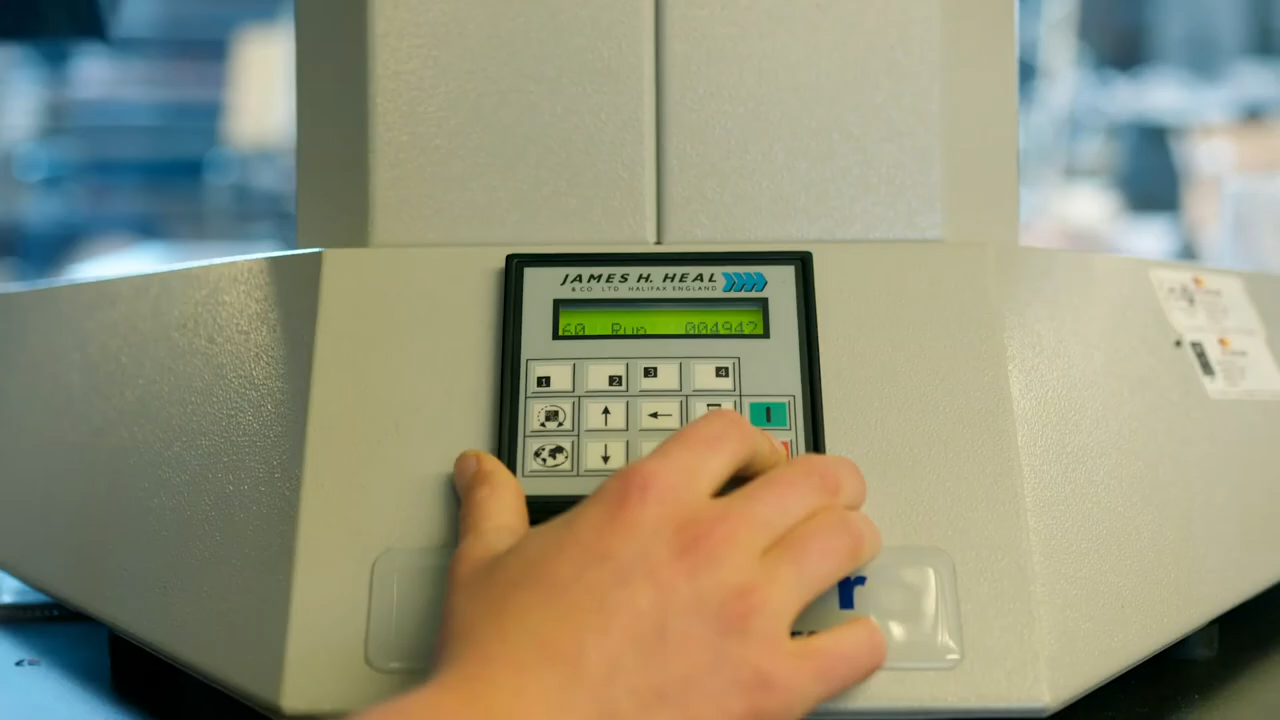 JAMES H. HEAL
& CO. LTD HALIFAX ENGLAND
60 Run 004942
1 2 3 4
r